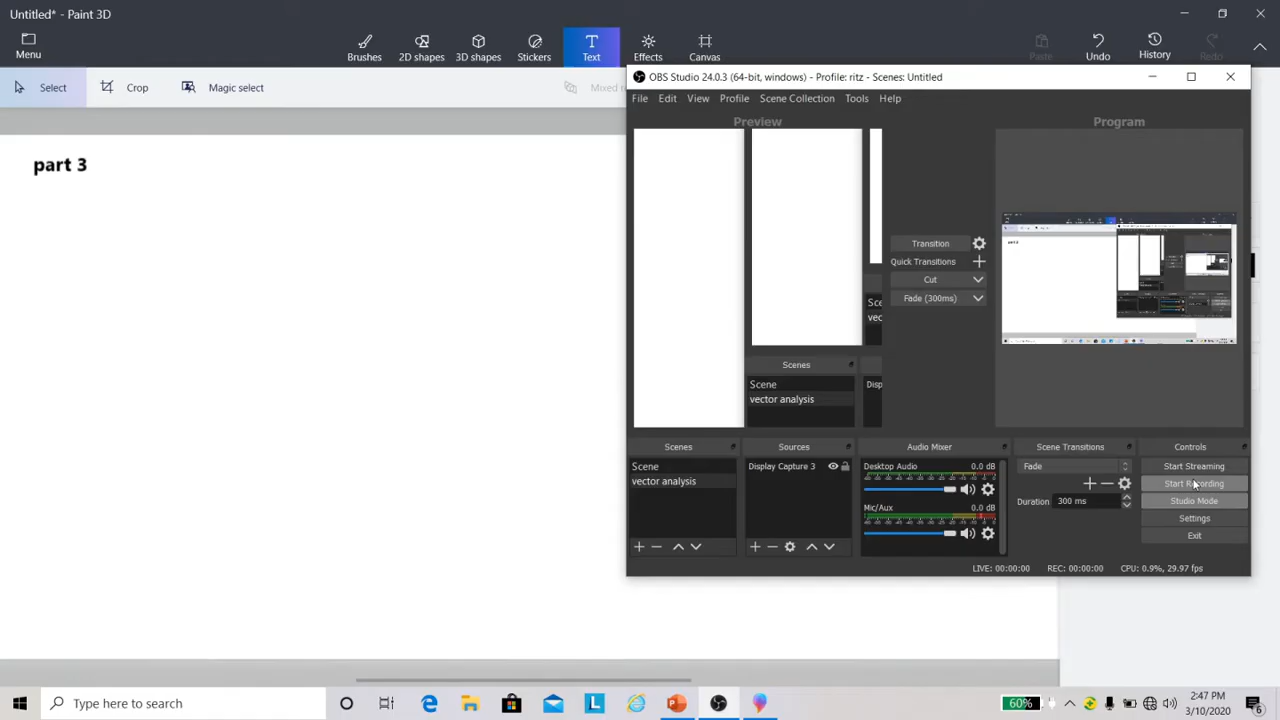 Untitled* - Paint 3D
Menu
Brushes
2D shapes
3D shapes
Stickers
Text
Effects
Canvas
Paste
Undo
History
Redo
Select
Crop
Magic select
part 3
OBS Studio 24.0.3 (64-bit, windows) - Profile: ritz - Scenes: Untitled
File Edit View Profile Scene Collection Tools Help
Preview
Program
Transition
Quick Transitions
Cut
Fade (300ms)
Scenes
Scene
vector analysis
Scenes
Scene
vector analysis
Sources
Display Capture 3
Audio Mixer
Desktop Audio 0.0 dB
Mic/Aux 0.0 dB
Scene Transitions
Fade
Duration 300 ms
Controls
Start Streaming
Start Recording
Studio Mode
Settings
Exit
LIVE: 00:00:00 REC: 00:00:00 CPU: 0.9%, 29.97 fps
Type here to search
60%
2:47 PM
3/10/2020
6